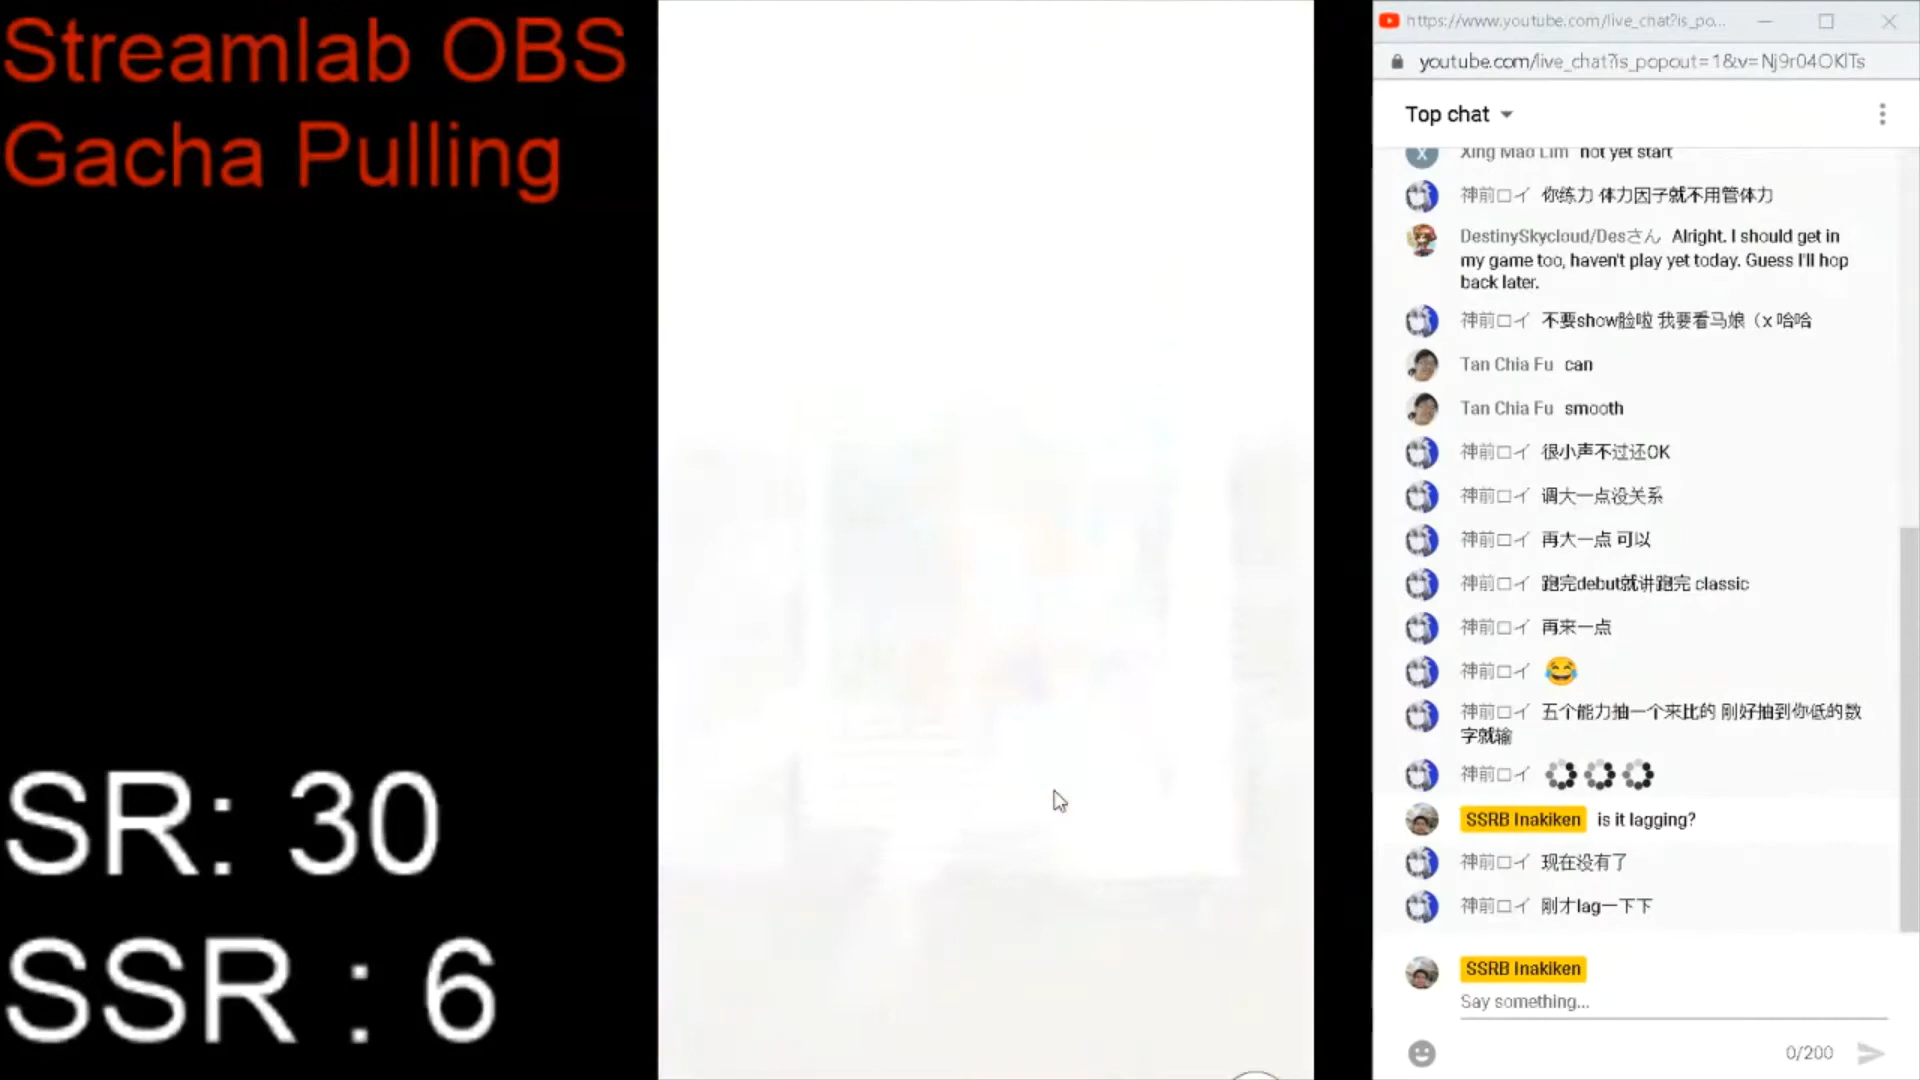 Streamlab OBS
Gacha Pulling
SR: 30
SSR : 6
https://www.youtube.com/live_chat?is_po...
youtube.com/live_chat?is_popout=1&v=Nj9r04OKlTs
Top chat
X Xing Mao Lim not yet start
神前ロイ 你练力 体力因子就不用管体力
DestinySkycloud/Desさん Alright. I should get in
my game too, haven't play yet today. Guess I'll hop
back later.
神前ロイ 不要show脸啦 我要看马娘（x 哈哈
Tan Chia Fu can
Tan Chia Fu smooth
神前ロイ 很小声不过还OK
神前ロイ 调大一点没关系
神前ロイ 再大一点 可以
神前ロイ 跑完debut就讲跑完 classic
神前ロイ 再来一点
神前ロイ 😂
神前ロイ 五个能力抽一个来比的 刚好抽到你低的数
字就输
神前ロイ
SSRB Inakiken is it lagging?
神前ロイ 现在没有了
神前ロイ 刚才lag一下下
SSRB Inakiken
Say something...
0/200